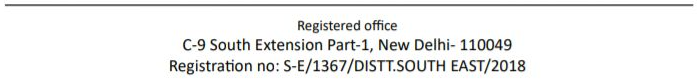 Registered office
C-9 South Extension Part-1, New Delhi- 110049
Registration no: S-E/1367/DISTT.SOUTH EAST/2018